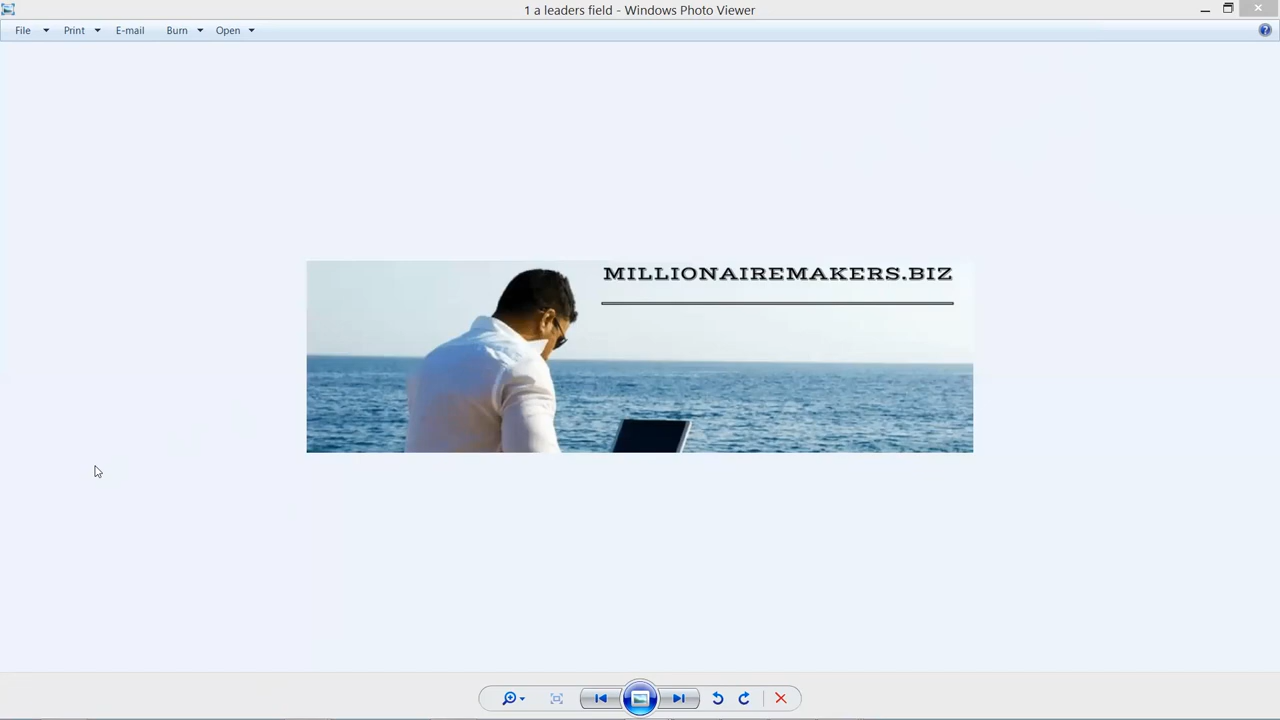 1 a leaders field - Windows Photo Viewer
File Print E-mail Burn Open
MILLIONAIREMAKERS.BIZ